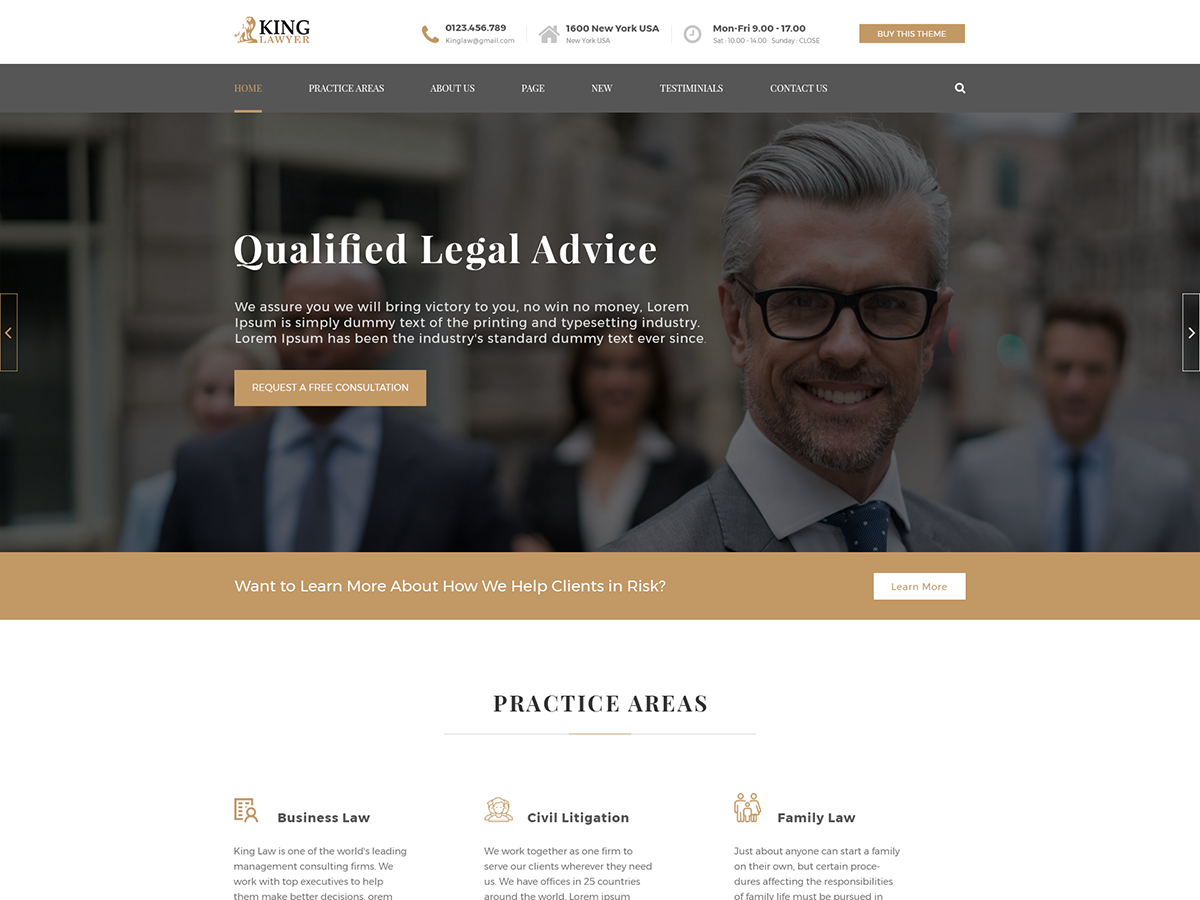 KING
LAWYER
0123.456.789
Kinglaw@gmail.com
1600 New York USA
New York USA
Mon-Fri 9.00 - 17.00
Sat : 10.00 -14.00 Sunday : CLOSE
BUY THIS THEME
HOME
PRACTICE AREAS
ABOUT US
PAGE
NEW
TESTIMINIALS
CONTACT US
Qualified Legal Advice
We assure you we will bring victory to you, no win no money, Lorem
Ipsum is simply dummy text of the printing and typesetting industry.
Lorem Ipsum has been the industry's standard dummy text ever since.
REQUEST A FREE CONSULTATION
Want to Learn More About How We Help Clients in Risk?
Learn More
PRACTICE AREAS
Business Law
King Law is one of the world's leading
management consulting firms. We
work with top executives to help
them make better decisions, orem
Civil Litigation
We work together as one firm to
serve our clients wherever they need
us. We have offices in 25 countries
around the world. Lorem ipsum
Family Law
Just about anyone can start a family
on their own, but certain proce-
dures affecting the responsibilities
of family life must be pursued in